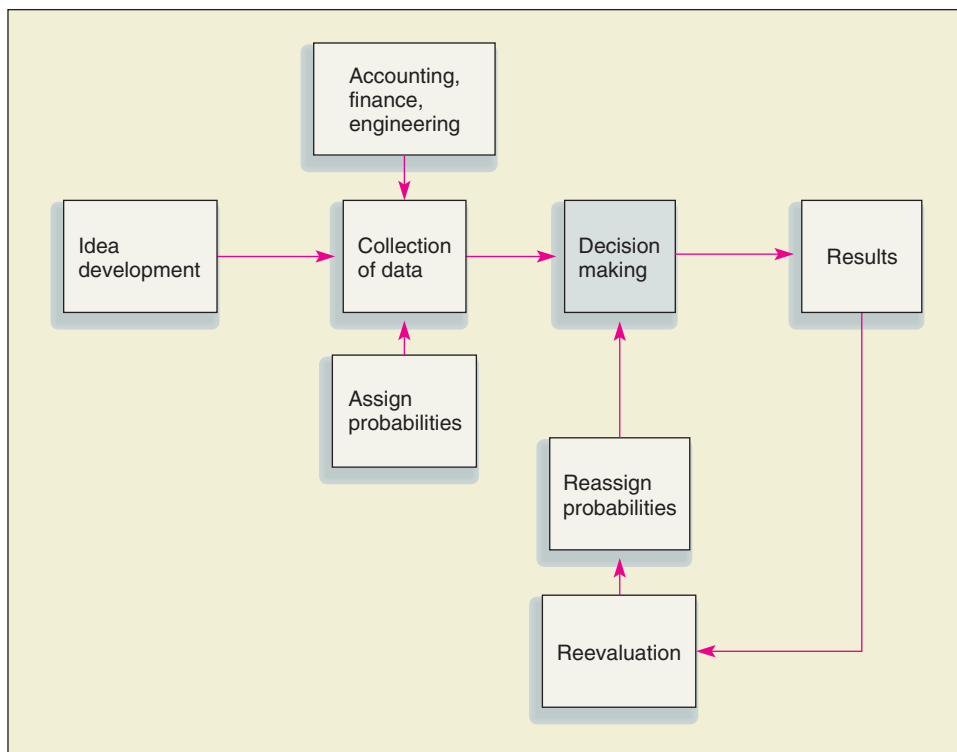 Accounting,
finance,
engineering
Idea
development
Collection
of data
Decision
making
Results
Assign
probabilities
Reassign
probabilities
Reevaluation